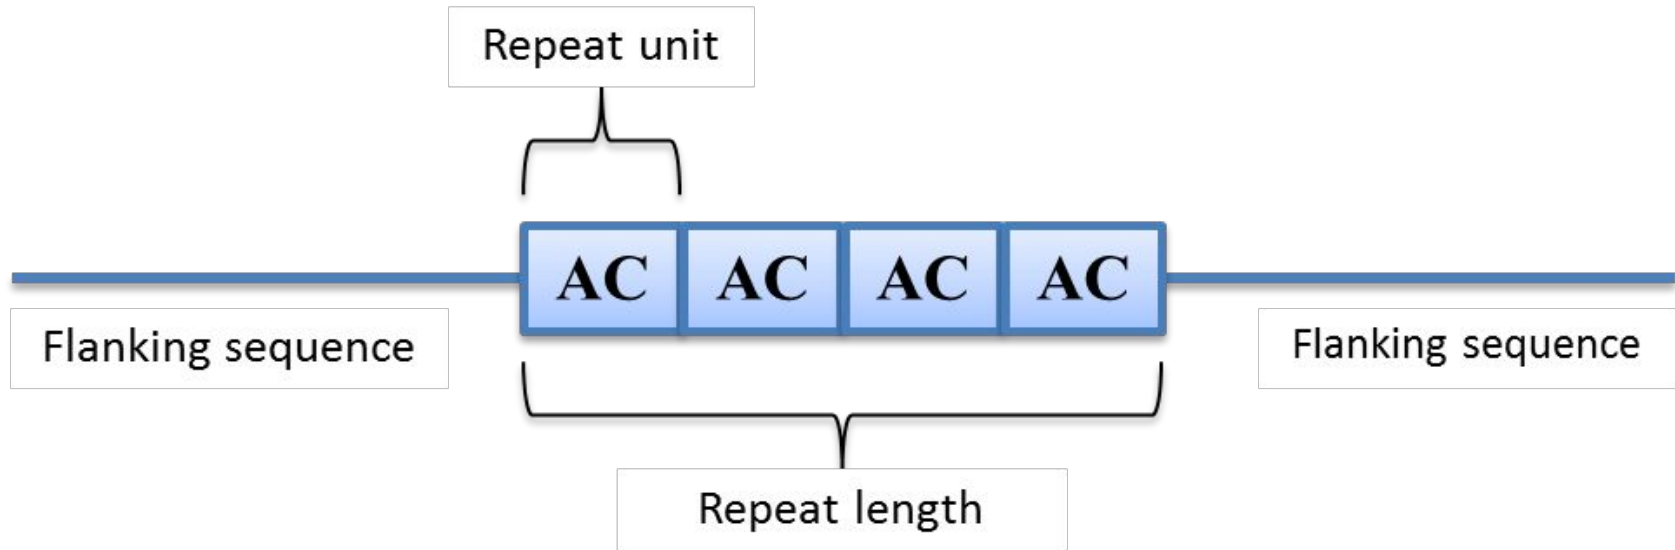 Repeat unit
AC AC AC AC
Flanking sequence
Flanking sequence
Repeat length